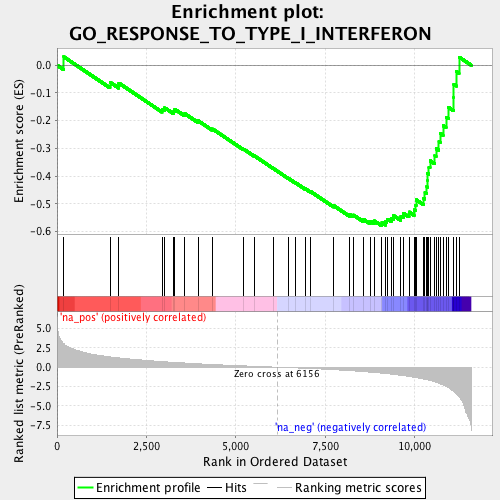 Enrichment plot:
GO_RESPONSE_TO_TYPE_I_INTERFERON
Enrichment score (ES)
0.0
-0.1
-0.2
-0.3
-0.4
-0.5
-0.6
'na_pos' (positively correlated)
Ranked list metric (PreRanked)
5.0
2.5
0.0
-2.5
-5.0
-7.5
Zero cross at 6156
'na_neg' (negatively correlated)
0 2,500 5,000 7,500 10,000
Rank in Ordered Dataset
Enrichment profile Hits Ranking metric scores